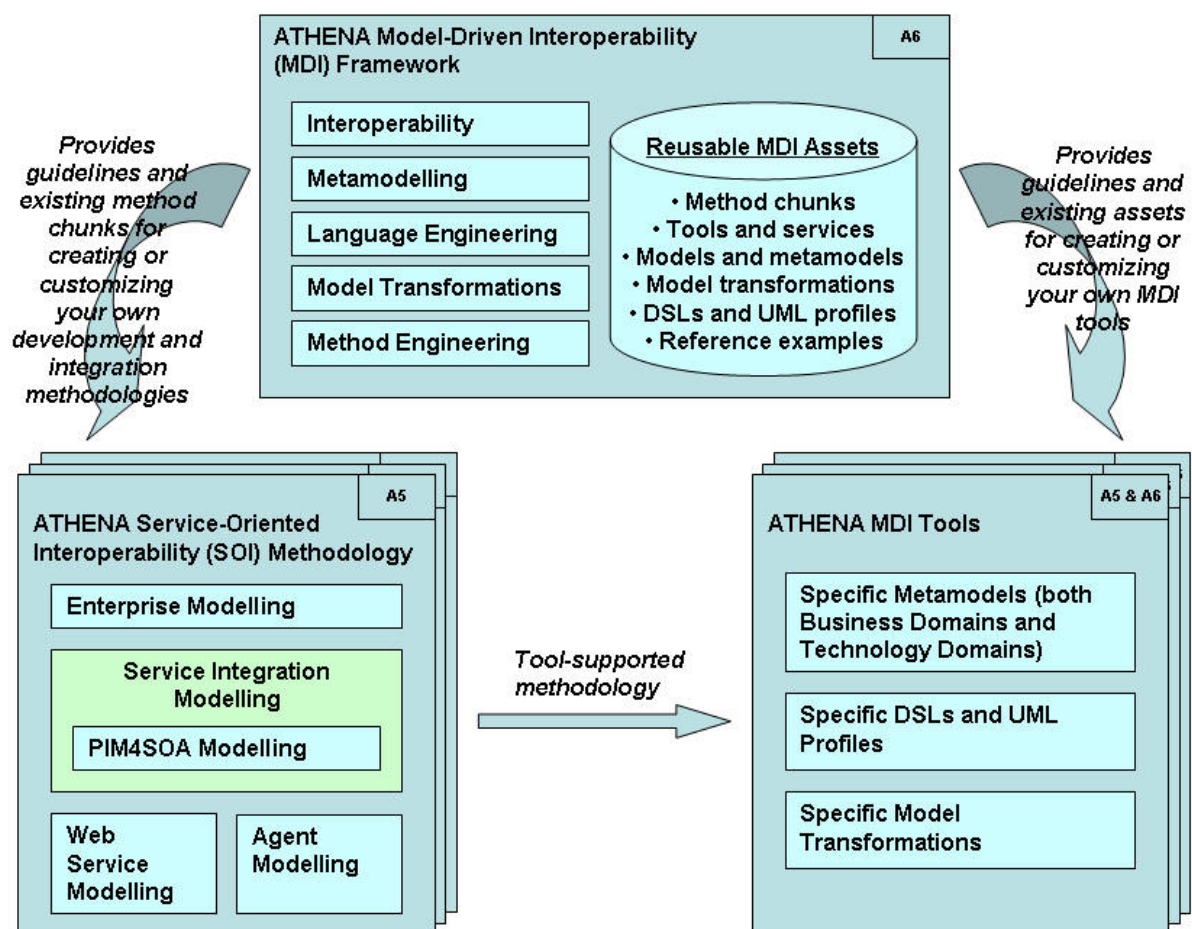 ATHENA Model-Driven Interoperability
(MDI) Framework
A6
Interoperability
Metamodelling
Language Engineering
Model Transformations
Method Engineering
Reusable MDI Assets
• Method chunks
• Tools and services
• Models and metamodels
• Model transformations
• DSLs and UML profiles
• Reference examples
Provides
guidelines and
existing method
chunks for
creating or
customizing
your own
development and
integration
methodologies
Provides
guidelines and
existing assets
for creating or
customizing
your own MDI
tools
A5
ATHENA Service-Oriented
Interoperability (SOI) Methodology
Enterprise Modelling
Service Integration
Modelling
PIM4SOA Modelling
Web
Service
Modelling
Agent
Modelling
Tool-supported
methodology
A5 & A6
ATHENA MDI Tools
Specific Metamodels (both
Business Domains and
Technology Domains)
Specific DSLs and UML
Profiles
Specific Model
Transformations